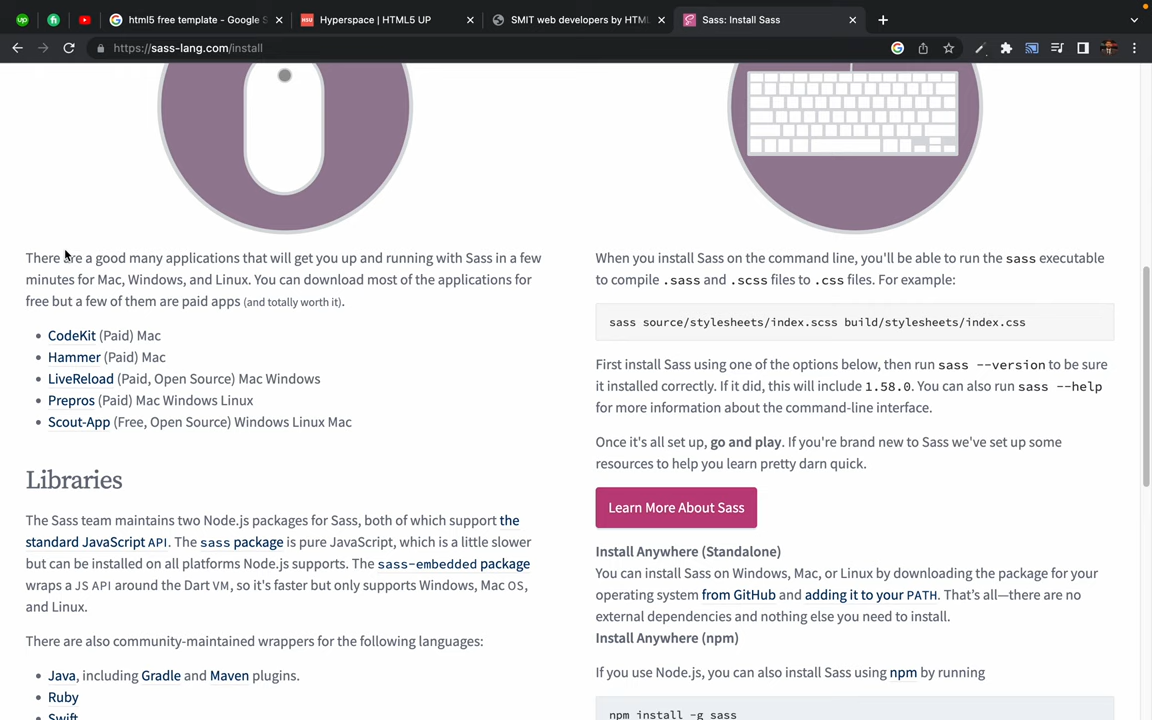 html5 free template - Google S
Hyperspace | HTML5 UP
SMIT web developers by HTML
Sass: Install Sass
https://sass-lang.com/install
There are a good many applications that will get you up and running with Sass in a few
minutes for Mac, Windows, and Linux. You can download most of the applications for
free but a few of them are paid apps (and totally worth it).
CodeKit (Paid) Mac
Hammer (Paid) Mac
LiveReload (Paid, Open Source) Mac Windows
Prepros (Paid) Mac Windows Linux
Scout-App (Free, Open Source) Windows Linux Mac
Libraries
The Sass team maintains two Node.js packages for Sass, both of which support the
standard JavaScript API. The sass package is pure JavaScript, which is a little slower
but can be installed on all platforms Node.js supports. The sass-embedded package
wraps a JS API around the Dart VM, so it's faster but only supports Windows, Mac OS,
and Linux.
There are also community-maintained wrappers for the following languages:
Java, including Gradle and Maven plugins.
Ruby
Swift
When you install Sass on the command line, you'll be able to run the sass executable
to compile .sass and .scss files to .css files. For example:
sass source/stylesheets/index.scss build/stylesheets/index.css
First install Sass using one of the options below, then run sass --version to be sure
it installed correctly. If it did, this will include 1.58.0. You can also run sass --help
for more information about the command-line interface.
Once it's all set up, go and play. If you're brand new to Sass we've set up some
resources to help you learn pretty darn quick.
Learn More About Sass
Install Anywhere (Standalone)
You can install Sass on Windows, Mac, or Linux by downloading the package for your
operating system from GitHub and adding it to your PATH. That's all—there are no
external dependencies and nothing else you need to install.
Install Anywhere (npm)
If you use Node.js, you can also install Sass using npm by running
npm install -g sass